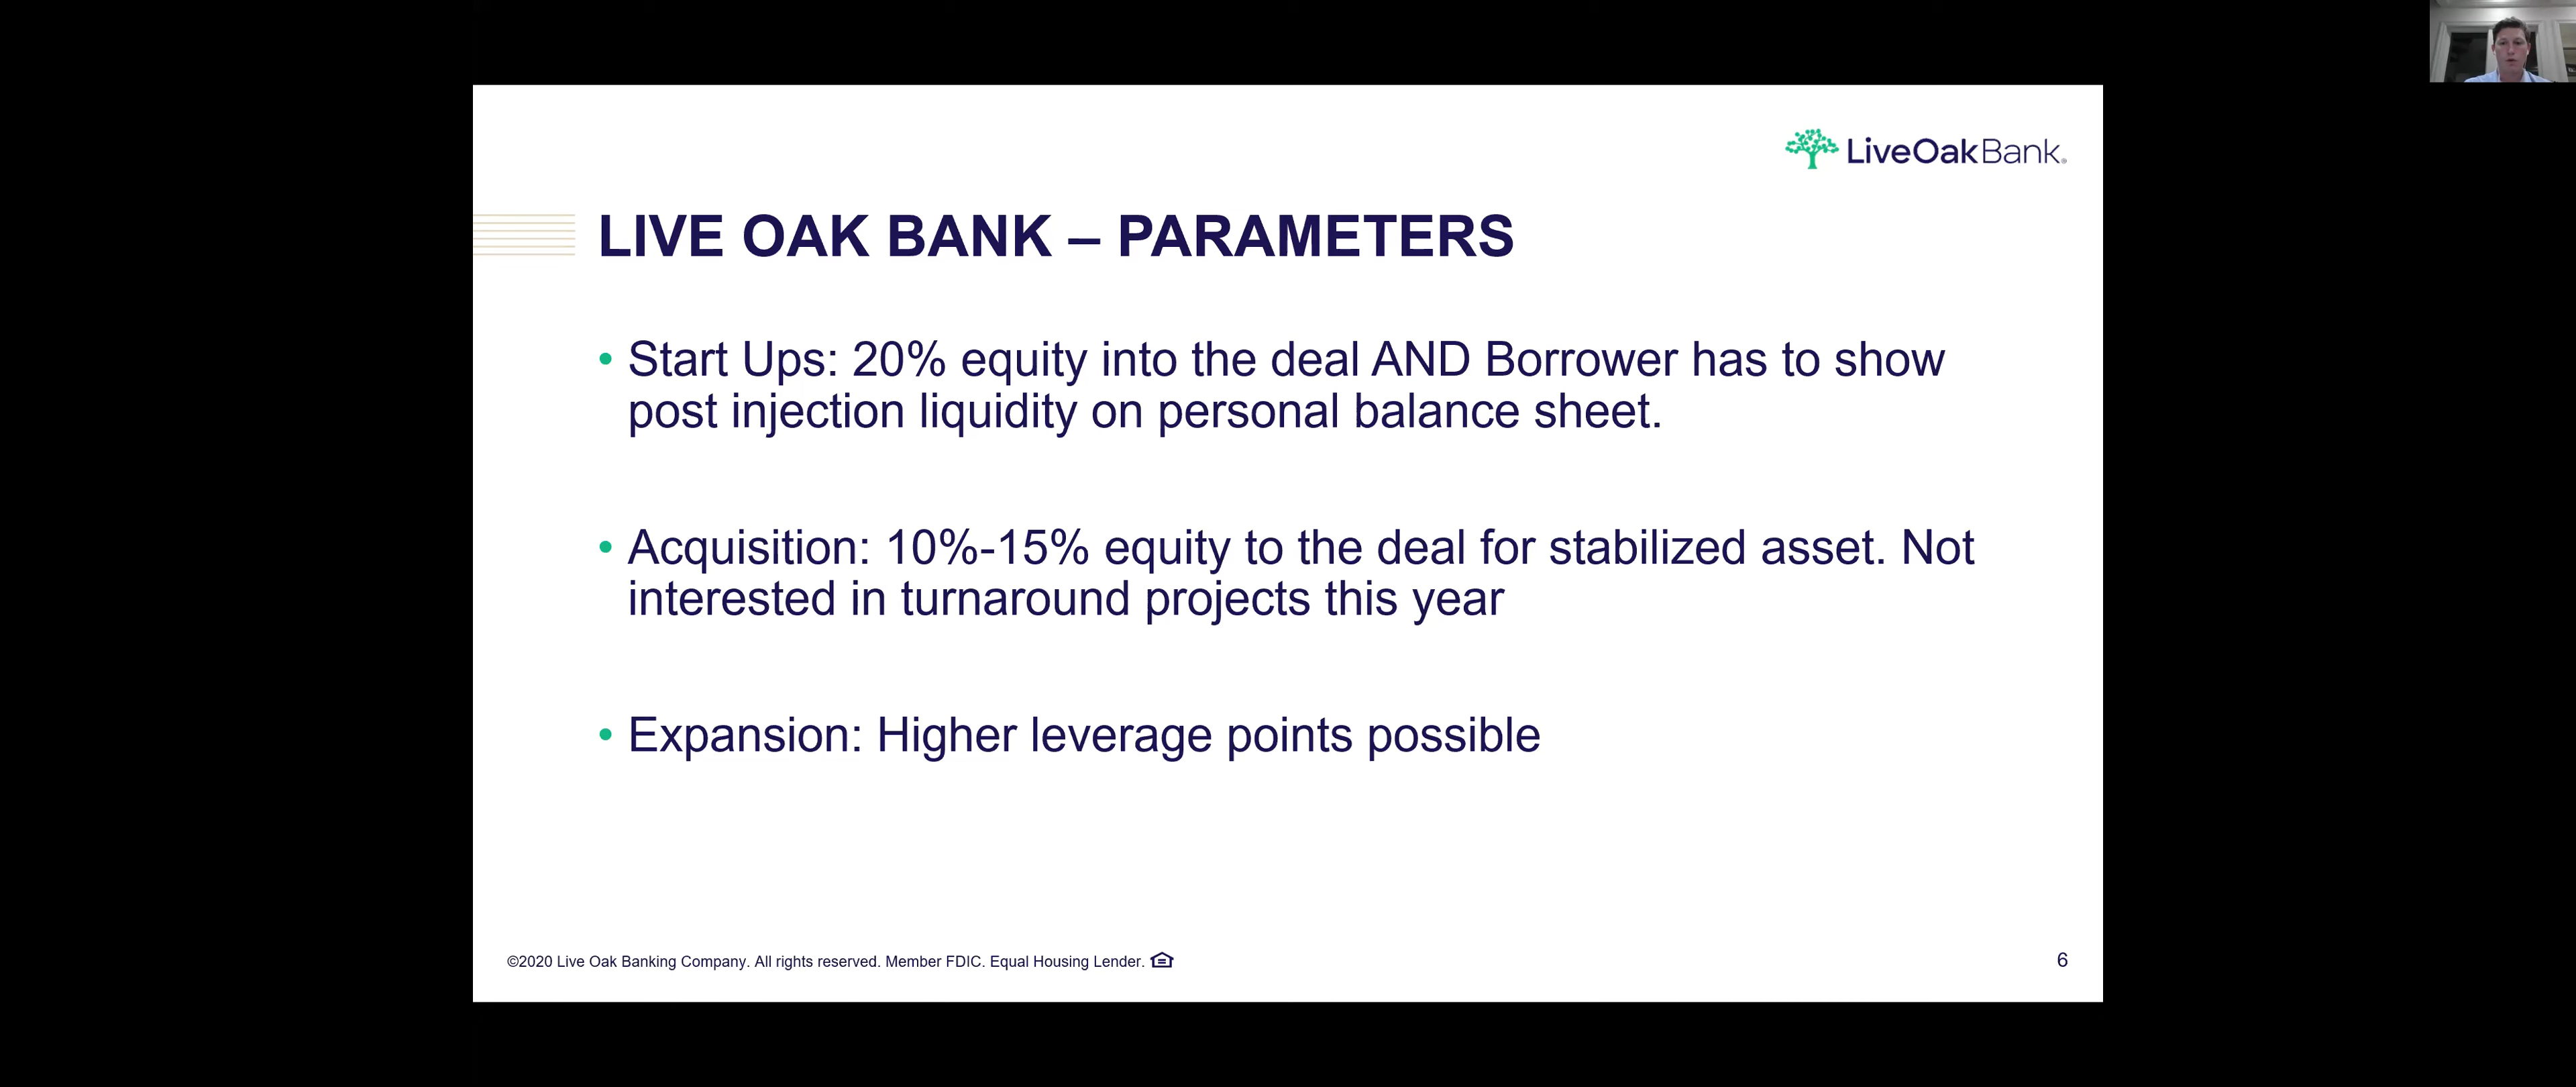 LiveOakBank
LIVE OAK BANK – PARAMETERS
• Start Ups: 20% equity into the deal AND Borrower has to show
post injection liquidity on personal balance sheet.
• Acquisition: 10%-15% equity to the deal for stabilized asset. Not
interested in turnaround projects this year
• Expansion: Higher leverage points possible
©2020 Live Oak Banking Company. All rights reserved. Member FDIC. Equal Housing Lender.
6